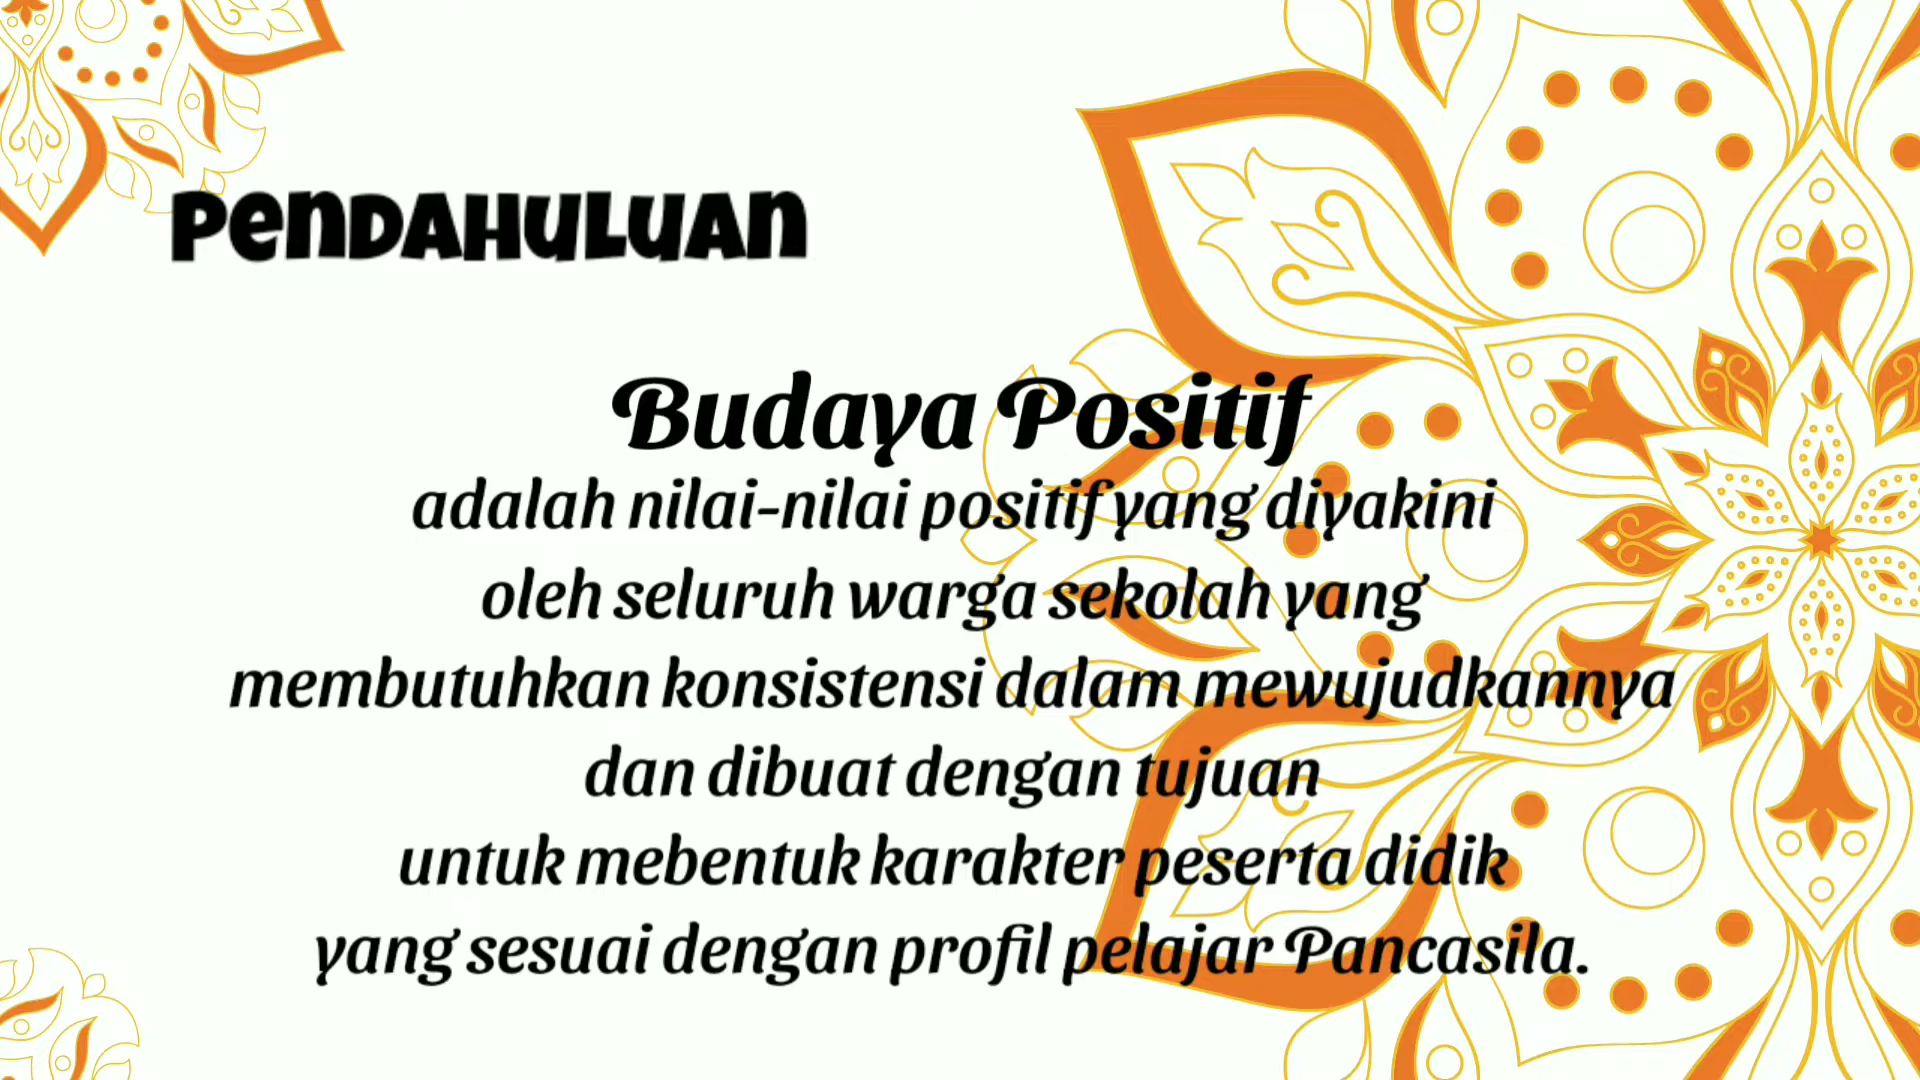 PENDAHULUAN
Budaya Positif
adalah nilai-nilai positif yang diyakini
oleh seluruh warga sekolah yang
membutuhkan konsistensi dalam mewujudkannya
dan dibuat dengan tujuan
untuk mebentuk karakter peserta didik
yang sesuai dengan profil pelajar Pancasila.